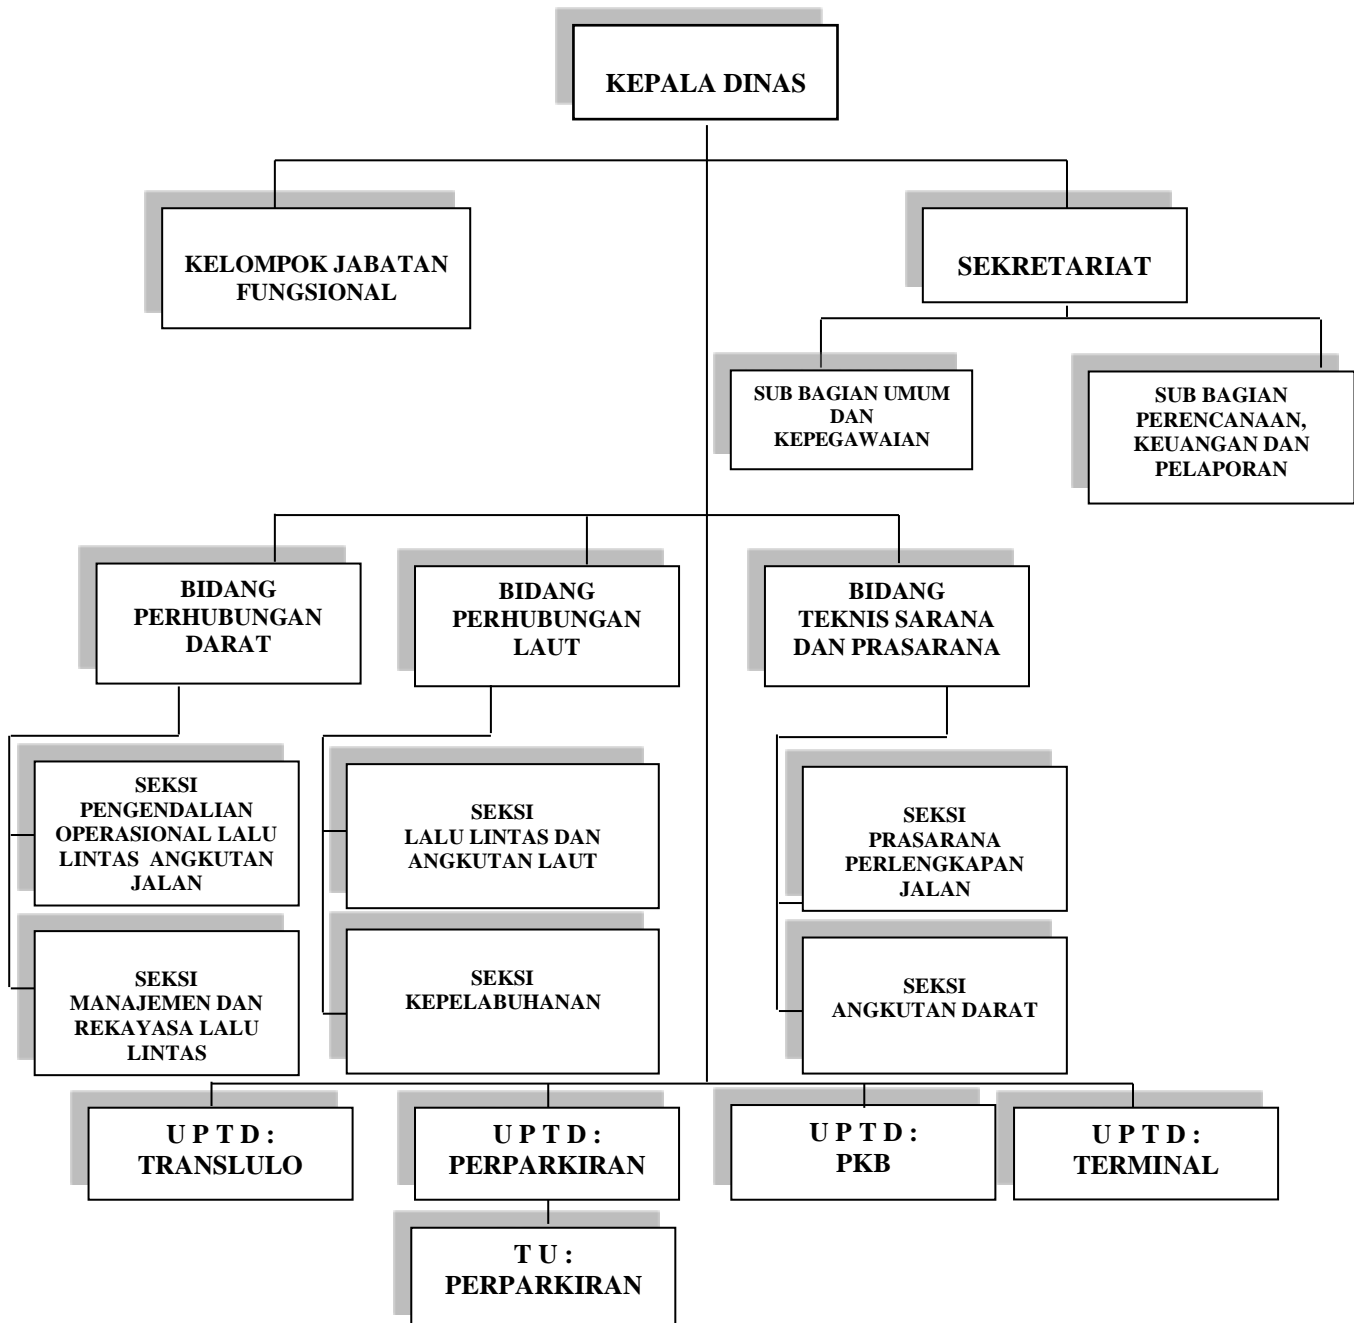 KEPALA DINAS
KELOMPOK JABATAN
FUNGSIONAL
SEKRETARIAT
SUB BAGIAN UMUM
DAN
KEPEGAWAIAN
SUB BAGIAN
PERENCANAAN,
KEUANGAN DAN
PELAPORAN
BIDANG
PERHUBUNGAN
DARAT
BIDANG
PERHUBUNGAN
LAUT
BIDANG
TEKNIS SARANA
DAN PRASARANA
SEKSI
PENGENDALIAN
OPERASIONAL LALU
LINTAS ANGKUTAN
JALAN
SEKSI
LALU LINTAS DAN
ANGKUTAN LAUT
SEKSI
PRASARANA
PERLENGKAPAN
JALAN
SEKSI
MANAJEMEN DAN
REKAYASA LALU
LINTAS
SEKSI
KEPELABUHANAN
SEKSI
ANGKUTAN DARAT
U P T D :
TRANSLULO
U P T D :
PERPARKIRAN
U P T D :
PKB
U P T D :
TERMINAL
T U :
PERPARKIRAN